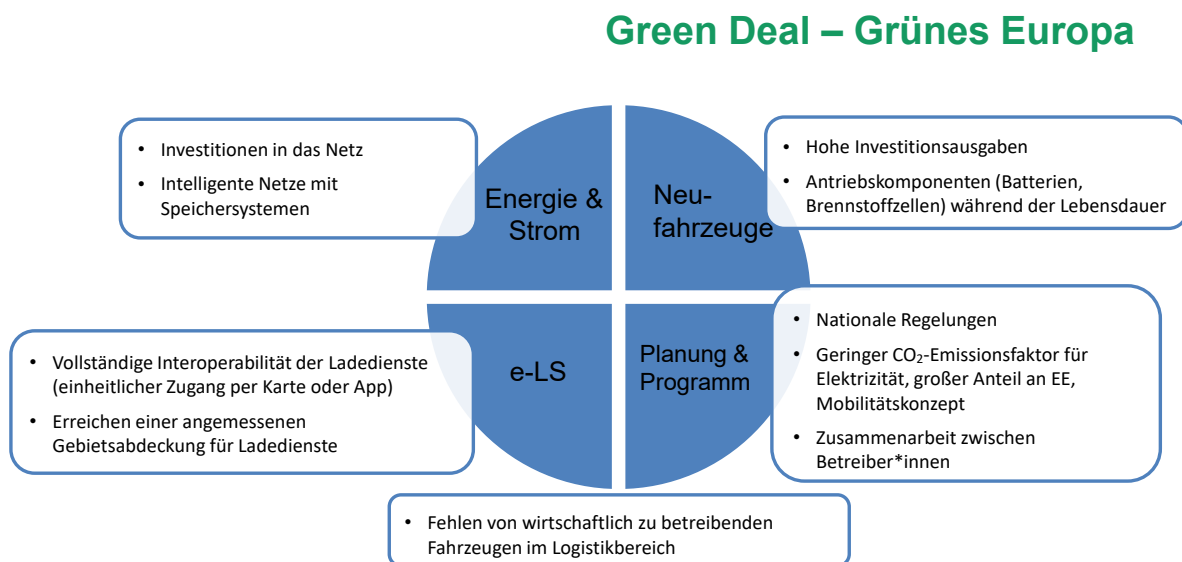 Green Deal – Grünes Europa
• Investitionen in das Netz
• Intelligente Netze mit
Speichersystemen
Energie &
Strom
Neu-
fahrzeuge
• Hohe Investitionsausgaben
• Antriebskomponenten (Batterien,
Brennstoffzellen) während der Lebensdauer
• Vollständige Interoperabilität der Ladedienste
(einheitlicher Zugang per Karte oder App)
• Erreichen einer angemessenen
Gebietsabdeckung für Ladedienste
e-LS
Planung &
Programm
• Nationale Regelungen
• Geringer CO₂-Emissionsfaktor für
Elektrizität, großer Anteil an EE,
Mobilitätskonzept
• Zusammenarbeit zwischen
Betreiber*innen
• Fehlen von wirtschaftlich zu betreibenden
Fahrzeugen im Logistikbereich